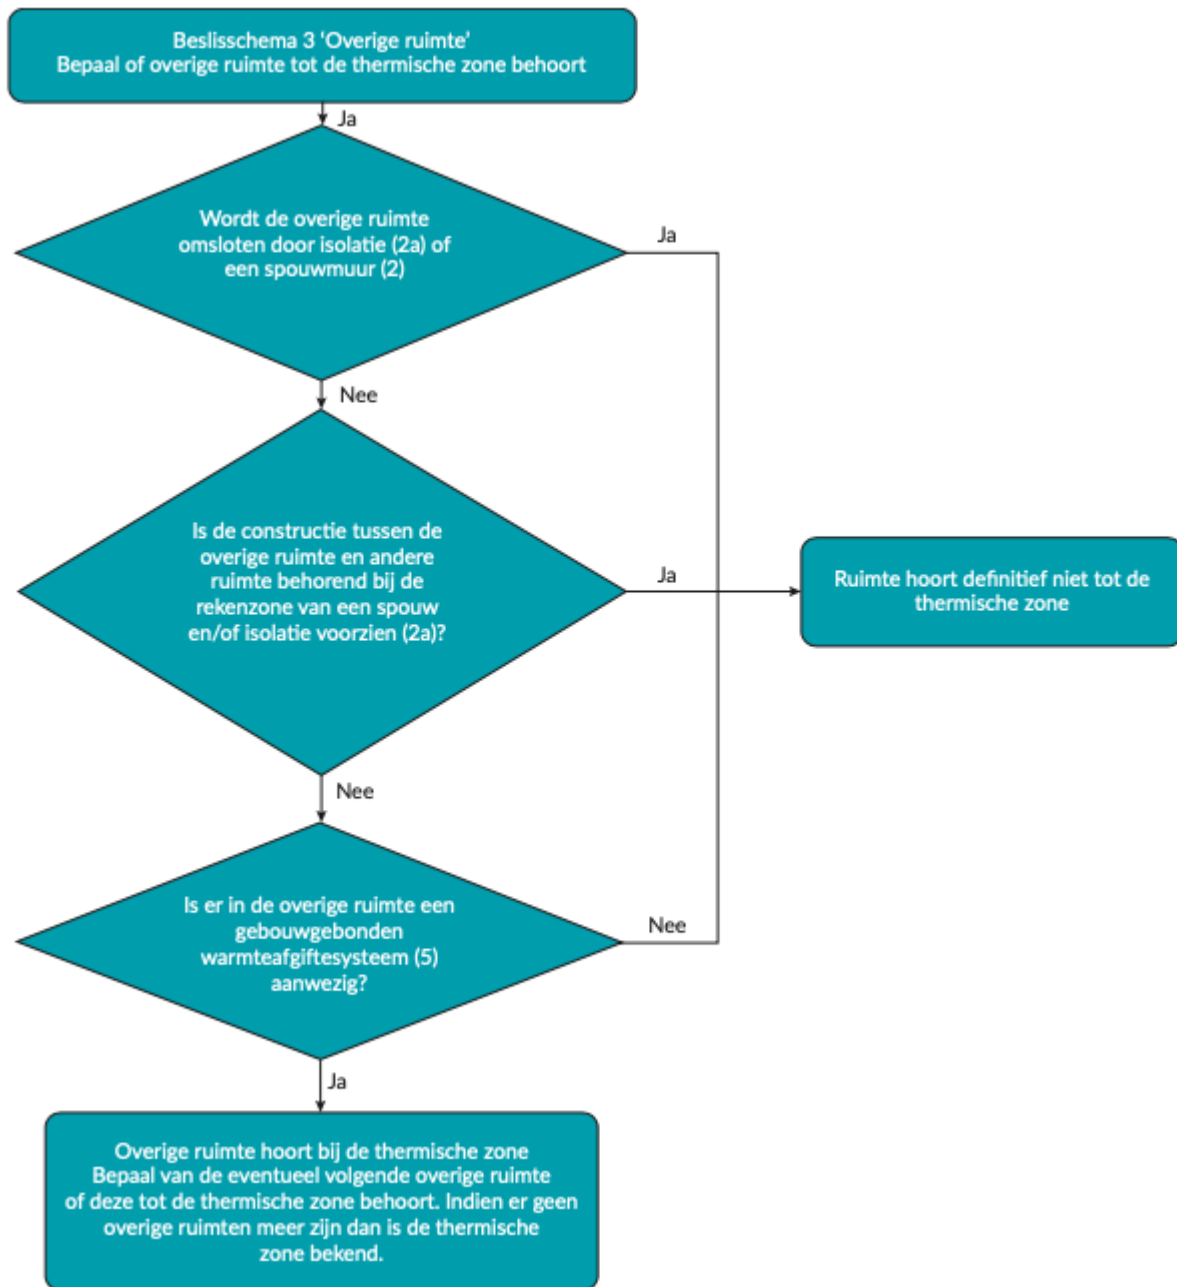 Beslisschema 3 ‘Overige ruimte’
Bepaal of overige ruimte tot de thermische zone behoort
Ja
Wordt de overige ruimte
omsloten door isolatie (2a) of
een spouwmuur (2)
Ja
Nee
Is de constructie tussen de
overige ruimte en andere
ruimte behorend bij de
rekenzone van een spouw
en/of isolatie voorzien (2a)?
Ja
Ruimte hoort definitief niet tot de
thermische zone
Nee
Is er in de overige ruimte een
gebouwgebonden
warmteafgiftesysteem (5)
aanwezig?
Nee
Ja
Overige ruimte hoort bij de thermische zone
Bepaal van de eventueel volgende overige ruimte
of deze tot de thermische zone behoort. Indien er geen
overige ruimten meer zijn dan is de thermische
zone bekend.